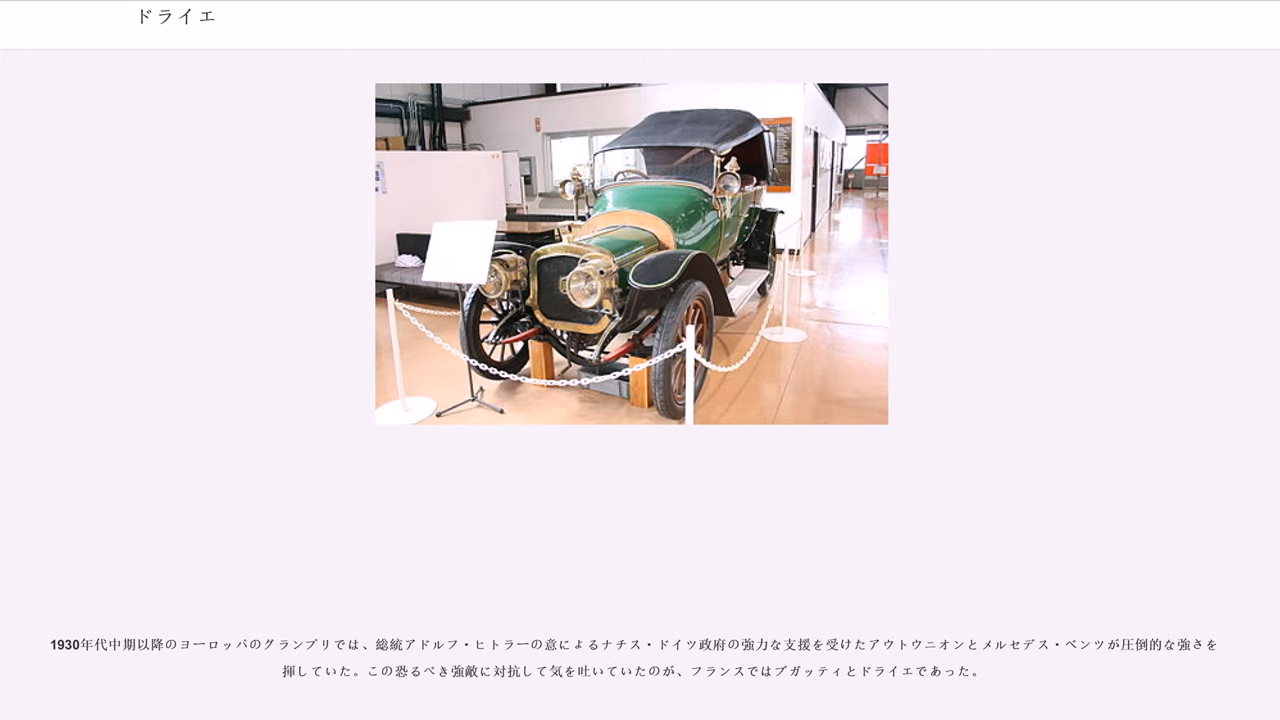 ドライエ
1930年代中期以降のヨーロッパのグランプリでは、総統アドルフ・ヒトラーの意によるナチス・ドイツ政府の強力な支援を受けたアウトウニオンとメルセデス・ベンツが圧倒的な強さを
揮していた。この恐るべき強敵に対抗して気を吐いていたのが、フランスではブガッティとドライエであった。